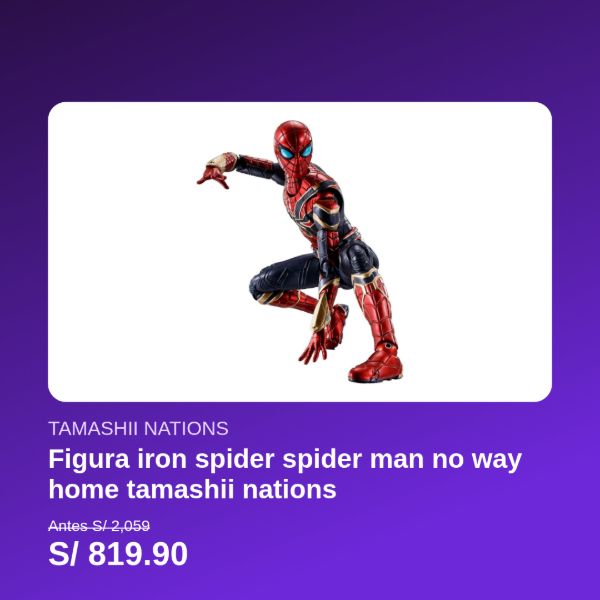 TAMASHII NATIONS
Figura iron spider spider man no way
home tamashii nations
Antes S/ 2,059
S/ 819.90